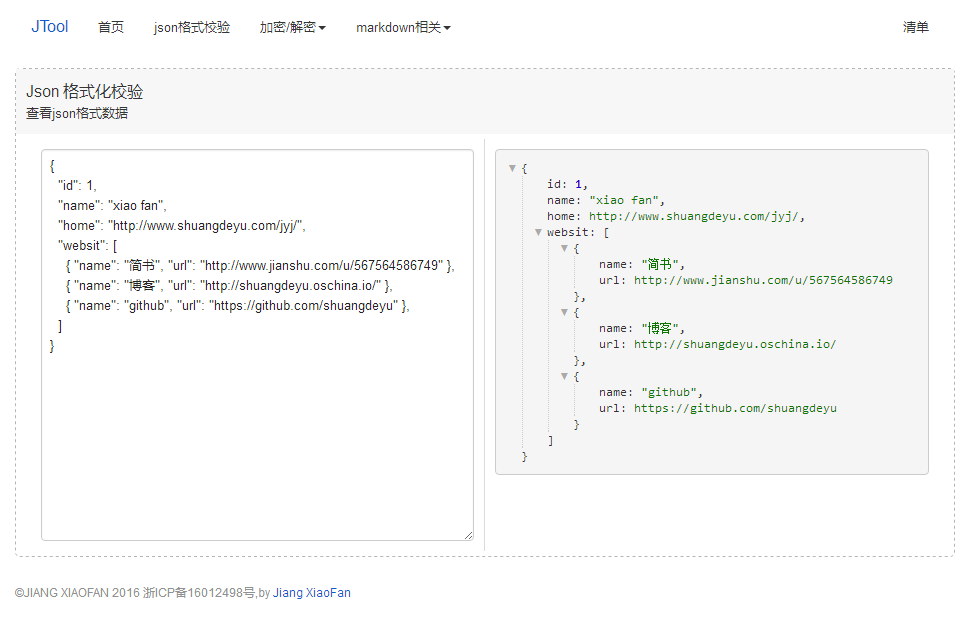 JTool 首页 json格式校验 加密/解密 markdown相关 清单
Json 格式化校验
查看json格式数据
{
"id": 1,
"name": "xiao fan",
"home": "http://www.shuangdeyu.com/jyj/",
"websit": [
{ "name": "简书", "url": "http://www.jianshu.com/u/567564586749" },
{ "name": "博客", "url": "http://shuangdeyu.oschina.io/" },
{ "name": "github", "url": "https://github.com/shuangdeyu" },
]
}
{
id: 1,
name: "xiao fan",
home: http://www.shuangdeyu.com/jyj/,
websit: [
{
name: "简书",
url: http://www.jianshu.com/u/567564586749
},
{
name: "博客",
url: http://shuangdeyu.oschina.io/
},
{
name: "github",
url: https://github.com/shuangdeyu
}
]
}
©JIANG XIAOFAN 2016 浙ICP备16012498号,by Jiang XiaoFan